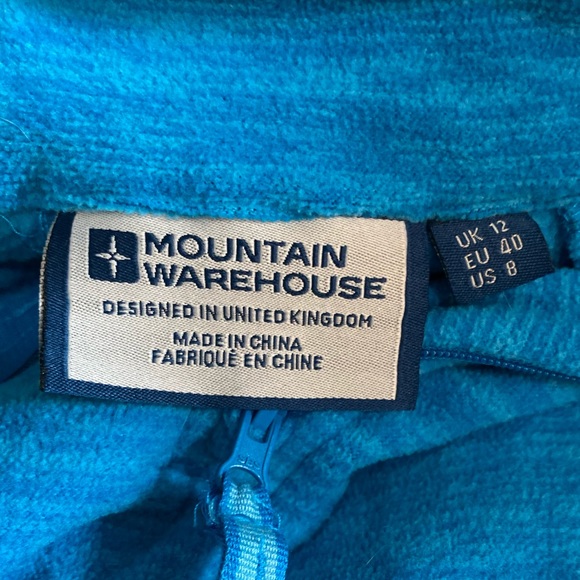 MOUNTAIN
WAREHOUSE
DESIGNED IN UNITED KINGDOM
MADE IN CHINA
FABRIQUÉ EN CHINE
UK 12
EU 40
US 8